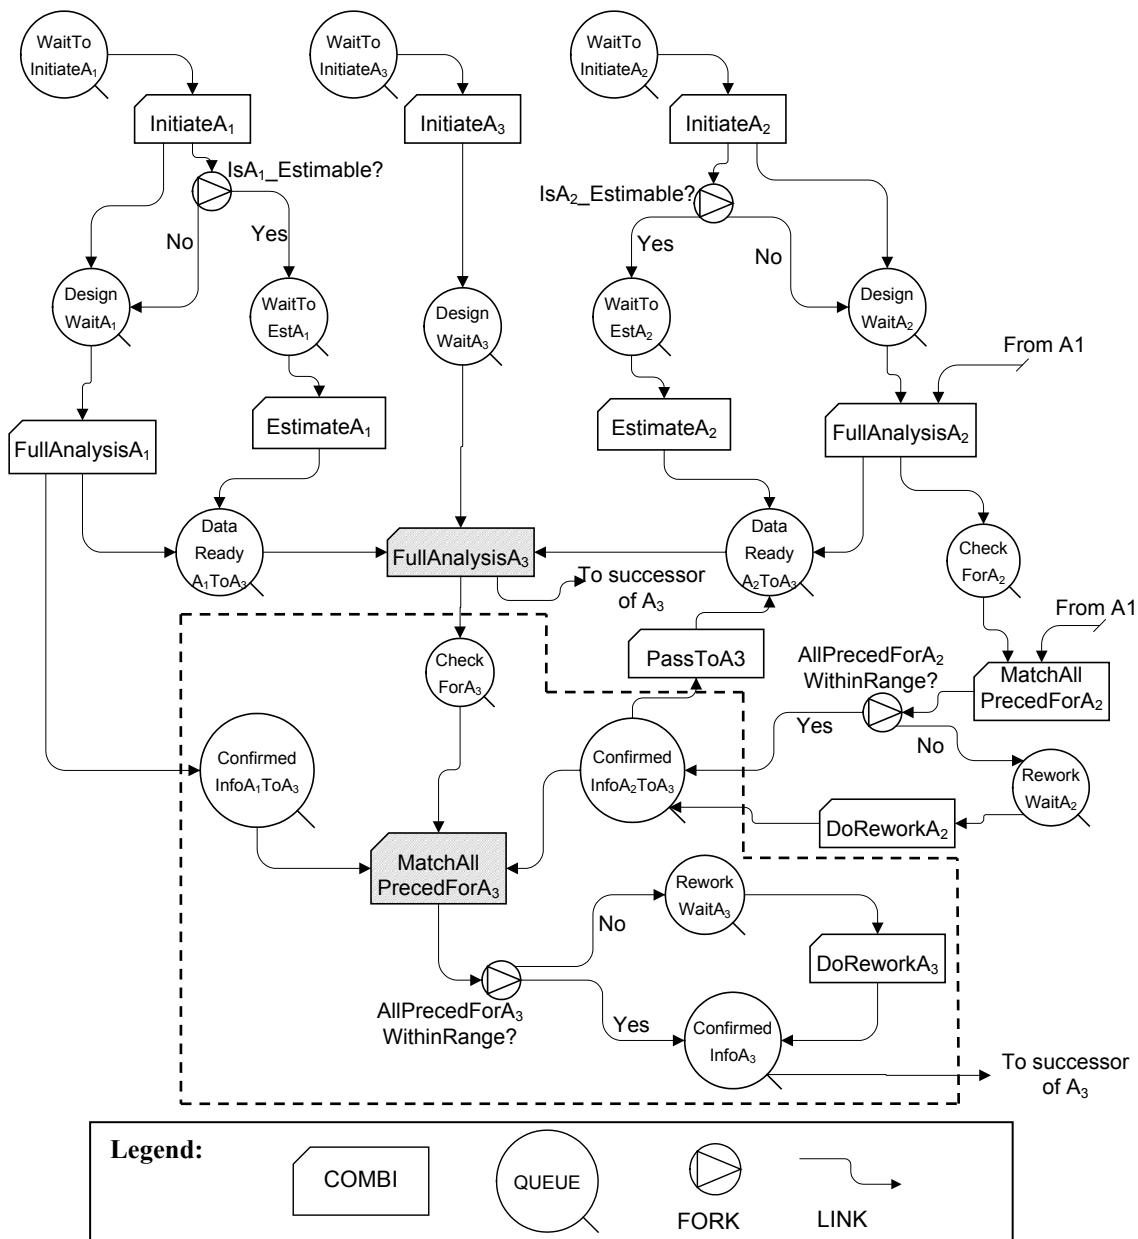 WaitTo
InitiateA₁
WaitTo
InitiateA₃
WaitTo
InitiateA₂
InitiateA₁
InitiateA₃
InitiateA₂
IsA₁_Estimable?
IsA₂_Estimable?
No
Yes
Yes
No
Design
WaitA₁
WaitTo
EstA₁
Design
WaitA₃
WaitTo
EstA₂
Design
WaitA₂
From A1
FullAnalysisA₁
EstimateA₁
EstimateA₂
FullAnalysisA₂
Data
Ready
A₁ToA₃
FullAnalysisA₃
Data
Ready
A₂ToA₃
Check
ForA₂
To successor
of A₃
From A1
Check
ForA₃
PassToA3
AllPrecedForA₂
WithinRange?
MatchAll
PrecedForA₂
Yes
No
Confirmed
InfoA₁ToA₃
Confirmed
InfoA₂ToA₃
Rework
WaitA₂
DoReworkA₂
MatchAll
PrecedForA₃
Rework
WaitA₃
No
DoReworkA₃
AllPrecedForA₃
WithinRange?
Yes
Confirmed
InfoA₃
To successor
of A₃
Legend:
COMBI
QUEUE
FORK
LINK